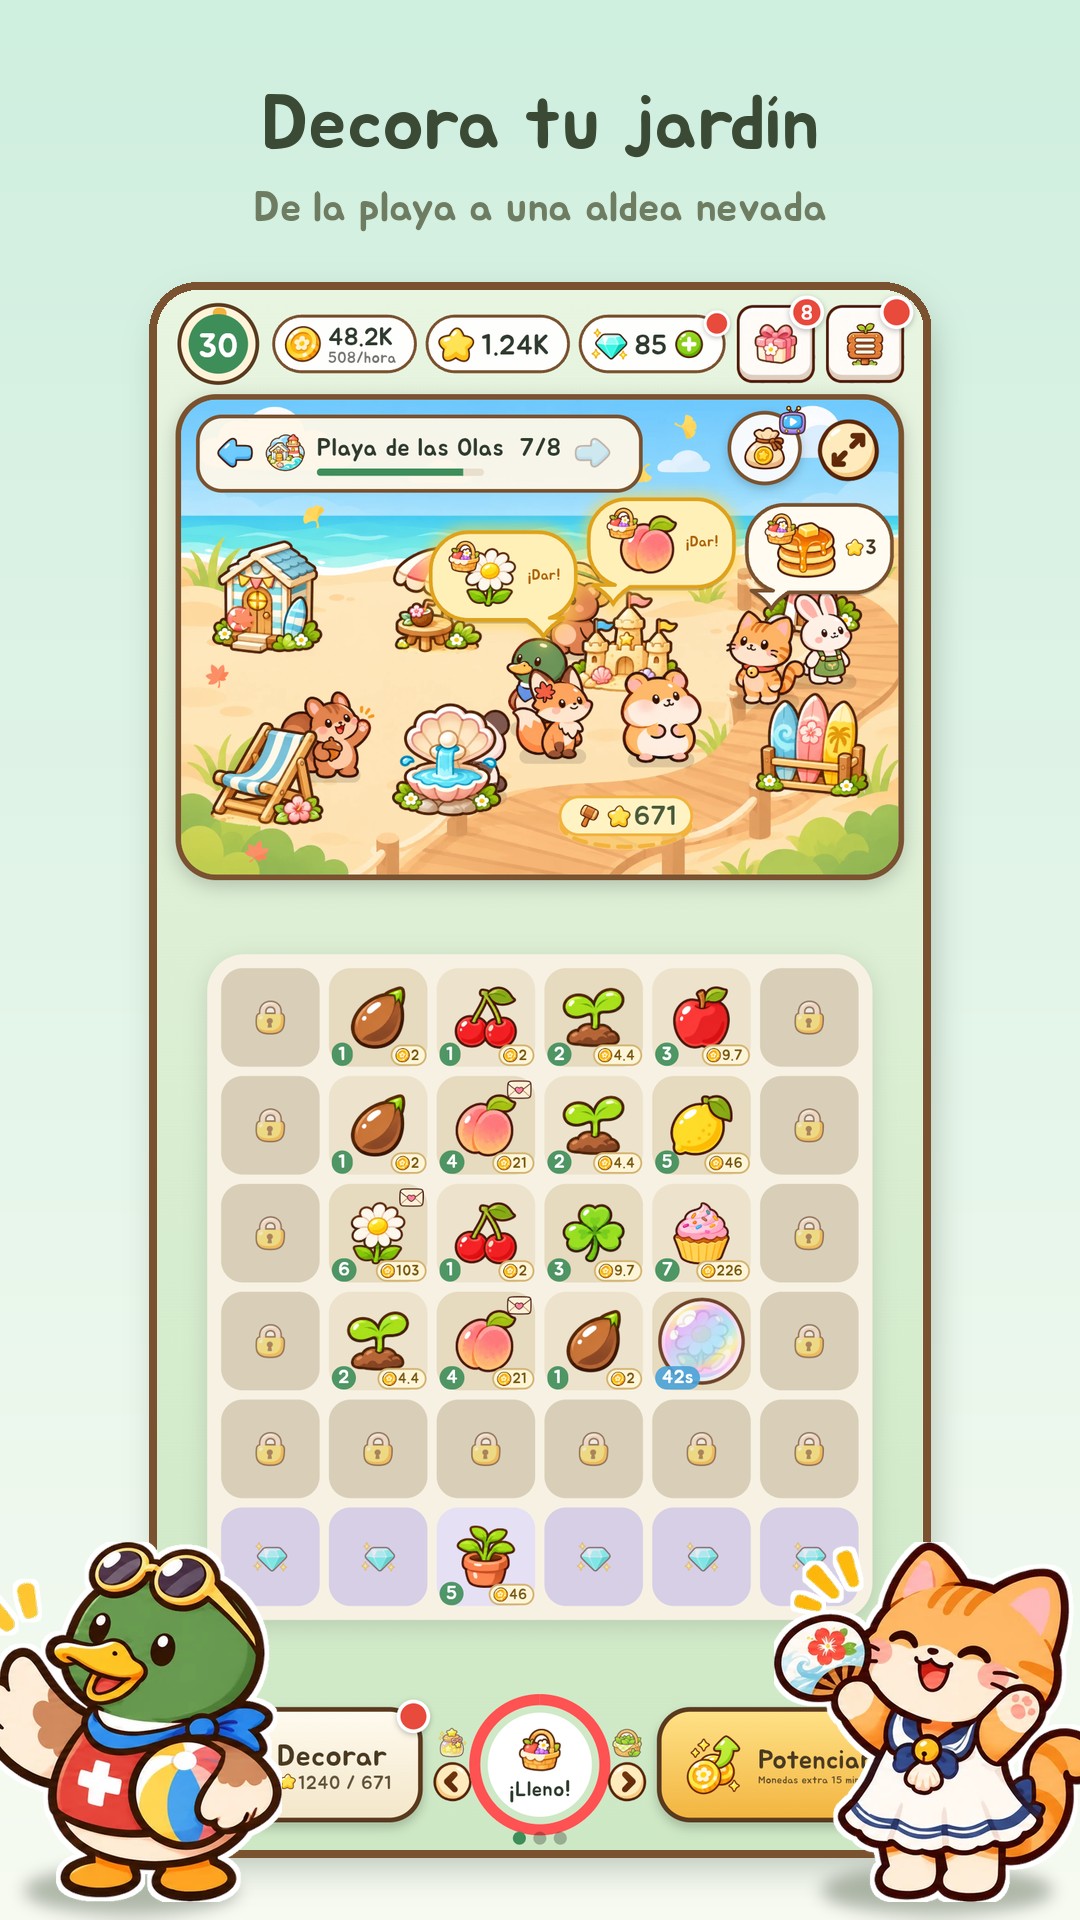 Decora tu jardín
De la playa a una aldea nevada
30
48.2K
508/hora
1.24K
85
8
Playa de las Olas 7/8
¡Dar!
¡Dar!
3
671
1 2
1 2
2 4.4
3 9.7
1 2
4 21
2 4.4
5 46
6 103
1 2
3 9.7
7 226
2 4.4
4 21
1 2
42s
5 46
Decorar
1240 / 671
¡Lleno!
Potenciar
Monedas extra 15